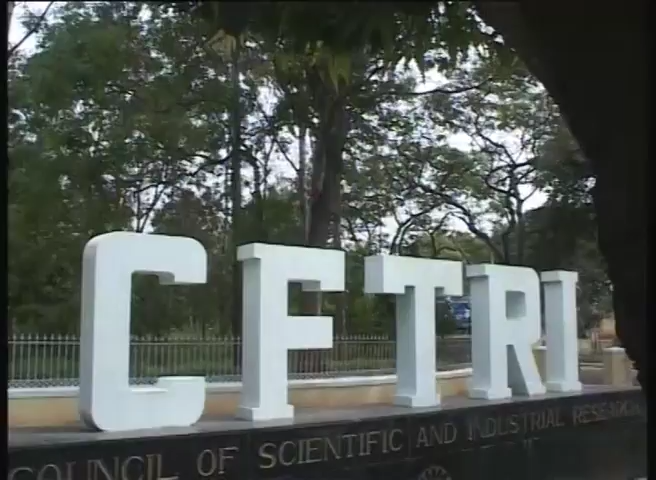 CFTRI
COUNCIL OF SCIENTIFIC AND INDUSTRIAL RESEARCH